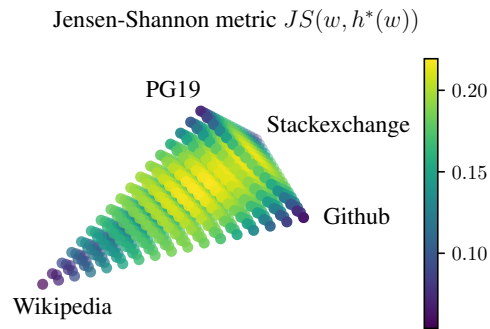 Jensen-Shannon metric JS(w, h*(w))
PG19
Stackexchange
Github
Wikipedia
0.20
0.15
0.10